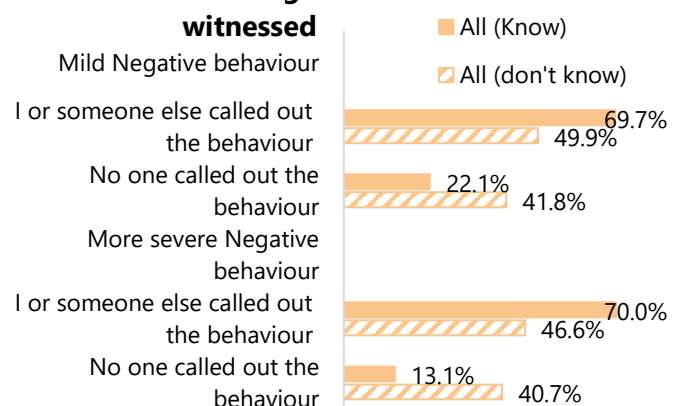 witnessed
All (Know)
Mild Negative behaviour
All (don't know)
I or someone else called out
the behaviour
69.7%
49.9%
No one called out the
behaviour
22.1%
41.8%
More severe Negative
behaviour
I or someone else called out
the behaviour
70.0%
46.6%
No one called out the
behaviour
13.1%
40.7%